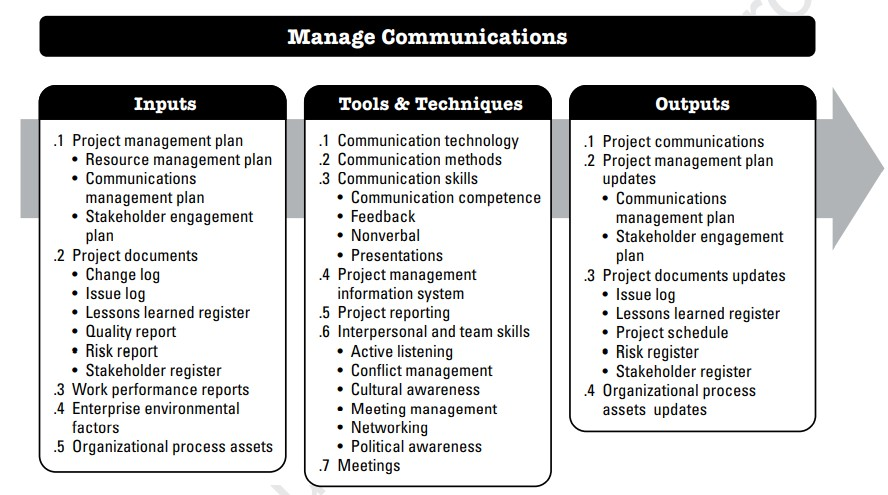 Manage Communications
Inputs
.1 Project management plan
• Resource management plan
• Communications
management plan
• Stakeholder engagement
plan
.2 Project documents
• Change log
• Issue log
• Lessons learned register
• Quality report
• Risk report
• Stakeholder register
.3 Work performance reports
.4 Enterprise environmental
factors
.5 Organizational process assets
Tools & Techniques
.1 Communication technology
.2 Communication methods
.3 Communication skills
• Communication competence
• Feedback
• Nonverbal
• Presentations
.4 Project management
information system
.5 Project reporting
.6 Interpersonal and team skills
• Active listening
• Conflict management
• Cultural awareness
• Meeting management
• Networking
• Political awareness
.7 Meetings
Outputs
.1 Project communications
.2 Project management plan
updates
• Communications
management plan
• Stakeholder engagement
plan
.3 Project documents updates
• Issue log
• Lessons learned register
• Project schedule
• Risk register
• Stakeholder register
.4 Organizational process
assets updates